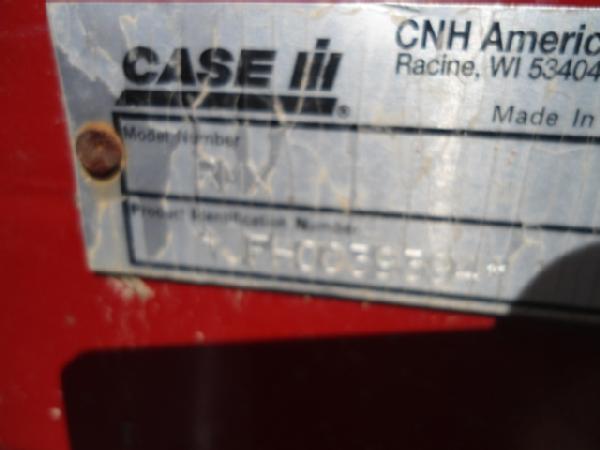 CASE IH
®
CNH Americ
Racine, WI 53404
Made In
Model Number
RMX
Product Identification Number